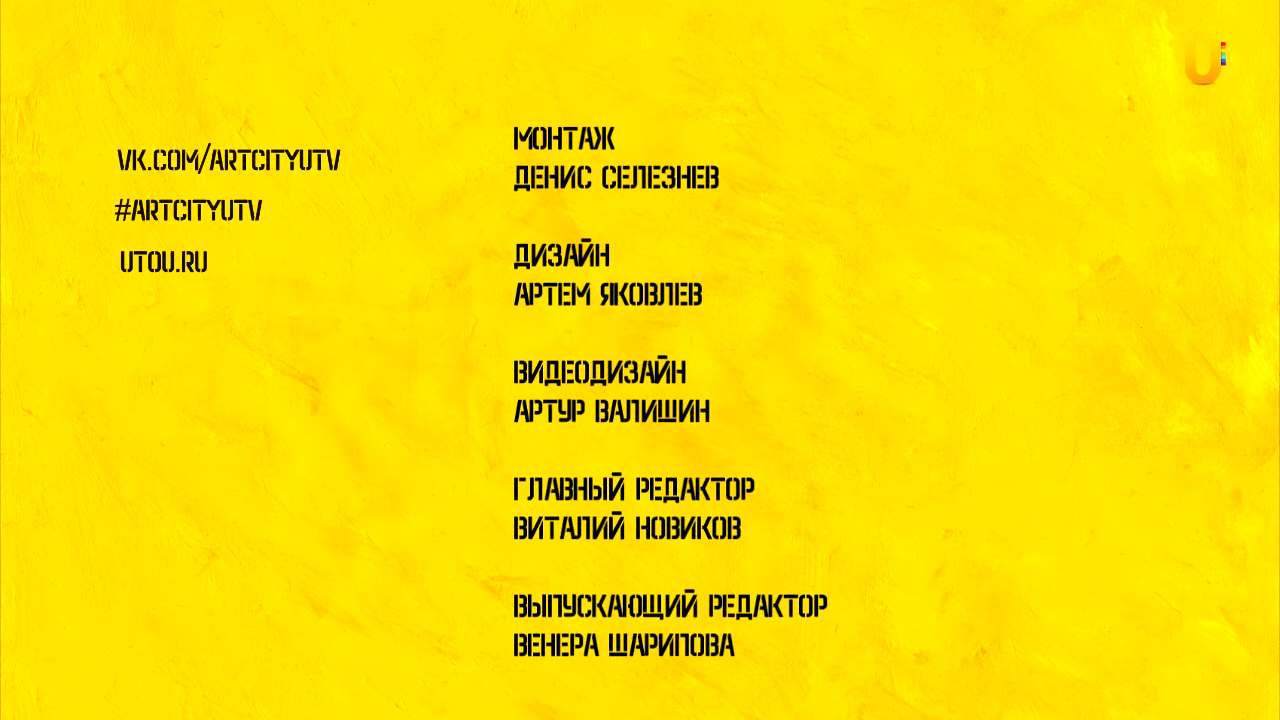 VK.COM/ARTCITYUTV
#ARTCITYUTV
UTOU.RU
МОНТАЖ
ДЕНИС СЕЛЕЗНЕВ
ДИЗАЙН
АРТЕМ ЯКОВЛЕВ
ВИДЕОДИЗАЙН
АРТУР ВАЛИШИН
ГЛАВНЫЙ РЕДАКТОР
ВИТАЛИЙ НОВИКОВ
ВЫПУСКАЮЩИЙ РЕДАКТОР
ВЕНЕРА ШАРИПОВА
U